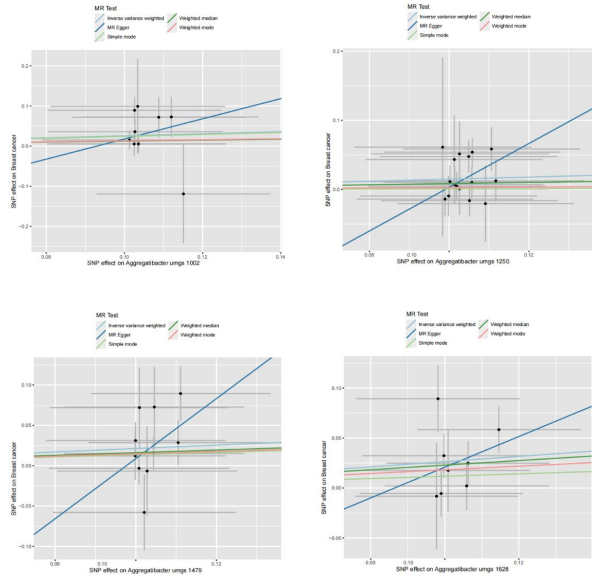 MR Test
Inverse variance weighted
Weighted median
MR Egger
Weighted mode
Simple mode
SNP effect on Breast cancer
0.2
0.1
0.0
−0.1
−0.2
0.08
0.10
0.12
0.14
SNP effect on Aggregatibacter umgs 1002
MR Test
Inverse variance weighted
Weighted median
MR Egger
Weighted mode
Simple mode
SNP effect on Breast cancer
0.2
0.1
0.0
0.08
0.10
0.12
SNP effect on Aggregatibacter umgs 1250
MR Test
Inverse variance weighted
Weighted median
MR Egger
Weighted mode
Simple mode
SNP effect on Breast cancer
0.10
0.05
0.00
−0.05
−0.10
0.08
0.10
0.12
SNP effect on Aggregatibacter umgs 1479
MR Test
Inverse variance weighted
Weighted median
MR Egger
Weighted mode
Simple mode
SNP effect on Breast cancer
0.10
0.05
0.00
0.08
0.12
SNP effect on Aggregatibacter umgs 1628